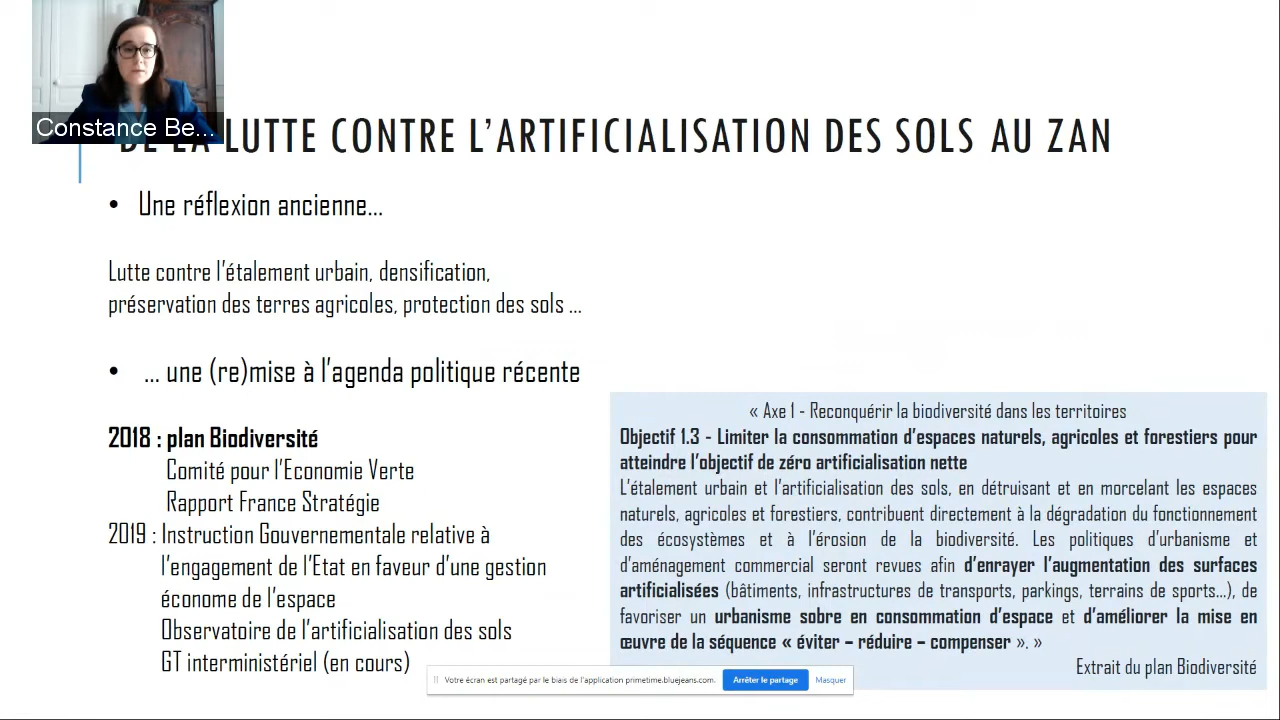 Constance Be...
DE LA LUTTE CONTRE L'ARTIFICIALISATION DES SOLS AU ZAN
• Une réflexion ancienne...
Lutte contre l'étalement urbain, densification,
préservation des terres agricoles, protection des sols ...
• ... une (re)mise à l'agenda politique récente
2018 : plan Biodiversité
Comité pour l'Economie Verte
Rapport France Stratégie
2019 : Instruction Gouvernementale relative à
l'engagement de l'Etat en faveur d'une gestion
économe de l'espace
Observatoire de l'artificialisation des sols
GT interministériel (en cours)
« Axe 1 - Reconquérir la biodiversité dans les territoires
Objectif 1.3 - Limiter la consommation d'espaces naturels, agricoles et forestiers pour
atteindre l'objectif de zéro artificialisation nette
L'étalement urbain et l'artificialisation des sols, en détruisant et en morcelant les espaces
naturels, agricoles et forestiers, contribuent directement à la dégradation du fonctionnement
des écosystèmes et à l'érosion de la biodiversité. Les politiques d'urbanisme et
d'aménagement commercial seront revues afin d'enrayer l'augmentation des surfaces
artificialisées (bâtiments, infrastructures de transports, parkings, terrains de sports...), de
favoriser un urbanisme sobre en consommation d'espace et d'améliorer la mise en
œuvre de la séquence « éviter – réduire – compenser ». »
Extrait du plan Biodiversité
Votre écran est partagé par le biais de l'application primetime.bluejeans.com.
Arrêter le partage
Masquer